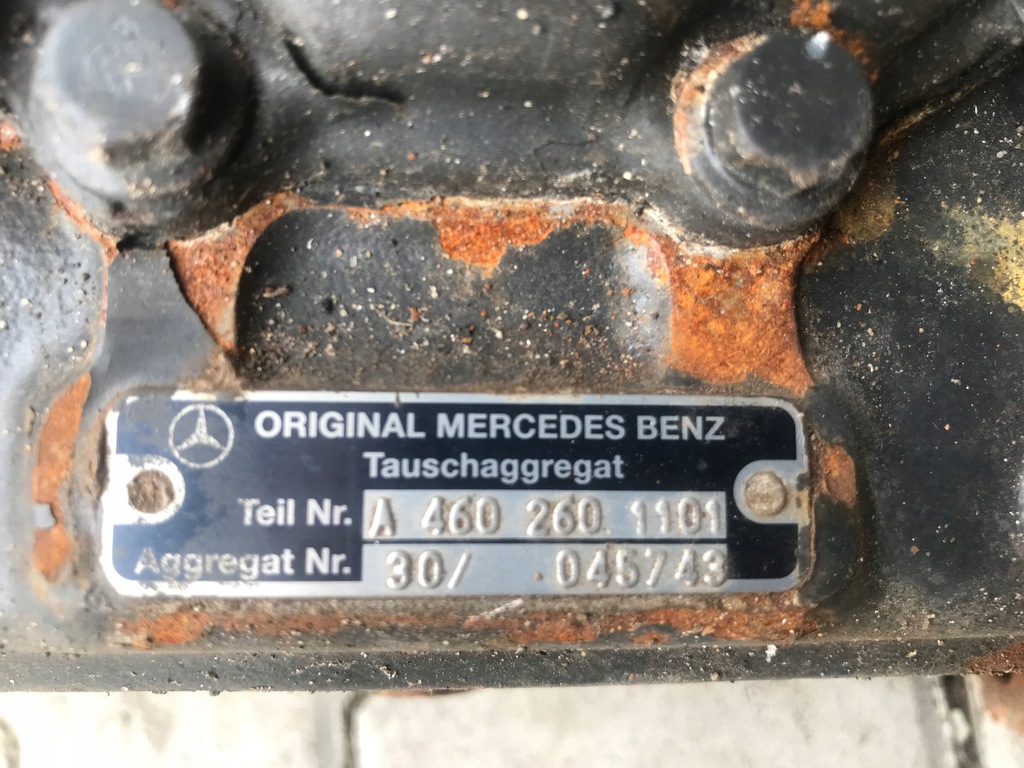 ORIGINAL MERCEDES BENZ
Tauschaggregat
Teil Nr. A 460 260 1101
Aggregat Nr. 30/ 045743